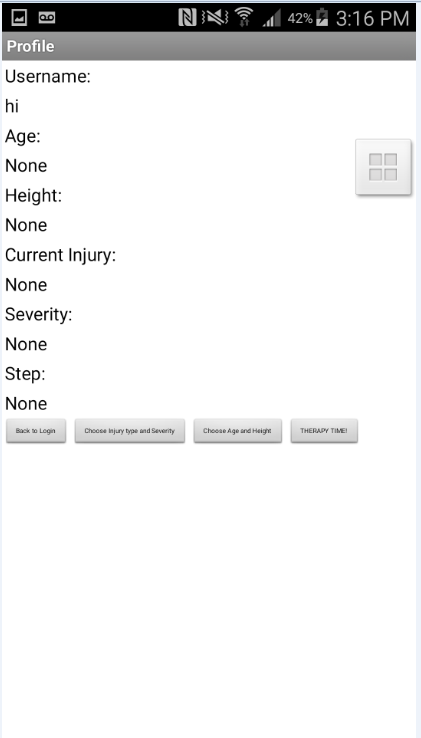 42% 3:16 PM
Profile
Username:
hi
Age:
None
Height:
None
Current Injury:
None
Severity:
None
Step:
None
Back to Login Choose Injury type and Severity Choose Age and Height THERAPY TIME!